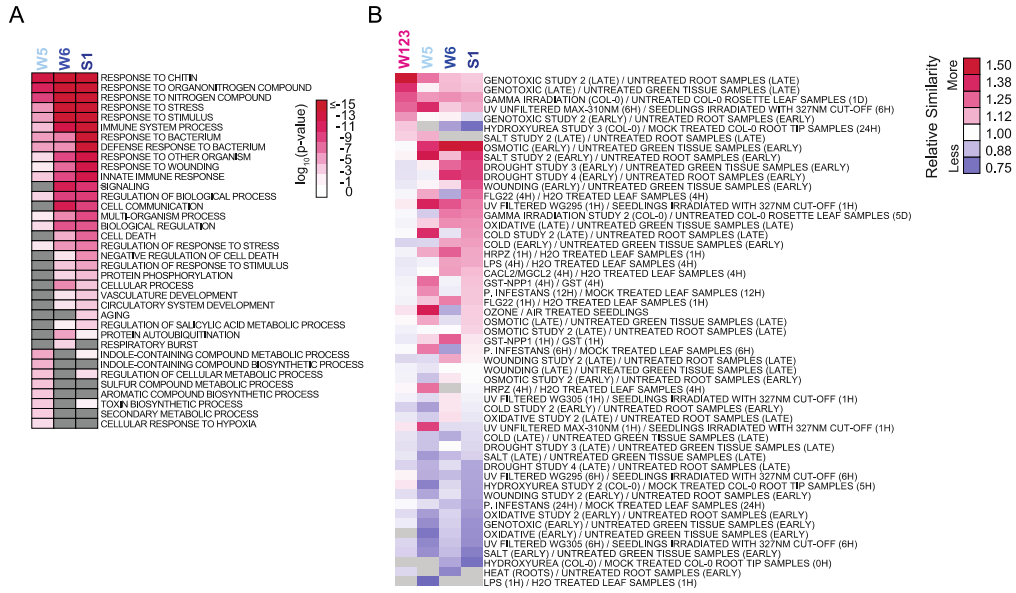 A
W5
W6
S1
RESPONSE TO CHITIN
RESPONSE TO ORGANONITROGEN COMPOUND
RESPONSE TO NITROGEN COMPOUND
RESPONSE TO STRESS
RESPONSE TO STIMULUS
IMMUNE SYSTEM PROCESS
RESPONSE TO BACTERIUM
DEFENSE RESPONSE TO BACTERIUM
RESPONSE TO OTHER ORGANISM
RESPONSE TO WOUNDING
INNATE IMMUNE RESPONSE
SIGNALING
REGULATION OF BIOLOGICAL PROCESS
CELL COMMUNICATION
MULTI-ORGANISM PROCESS
BIOLOGICAL REGULATION
CELL DEATH
REGULATION OF RESPONSE TO STRESS
NEGATIVE REGULATION OF CELL DEATH
REGULATION OF RESPONSE TO STIMULUS
PROTEIN PHOSPHORYLATION
CELLULAR PROCESS
VASCULATURE DEVELOPMENT
CIRCULATORY SYSTEM DEVELOPMENT
AGING
REGULATION OF SALICYLIC ACID METABOLIC PROCESS
PROTEIN AUTOUBIQUITINATION
RESPIRATORY BURST
INDOLE-CONTAINING COMPOUND METABOLIC PROCESS
INDOLE-CONTAINING COMPOUND BIOSYNTHETIC PROCESS
REGULATION OF CELLULAR METABOLIC PROCESS
SULFUR COMPOUND METABOLIC PROCESS
AROMATIC COMPOUND BIOSYNTHETIC PROCESS
TOXIN BIOSYNTHETIC PROCESS
SECONDARY METABOLIC PROCESS
CELLULAR RESPONSE TO HYPOXIA
log10(p-value)
≤-15
-13
-11
-9
-7
-5
-3
-1
0
B
W123
W5
W6
S1
GENOTOXIC STUDY 2 (LATE) / UNTREATED ROOT SAMPLES (LATE)
GENOTOXIC (LATE) / UNTREATED GREEN TISSUE SAMPLES (LATE)
GAMMA IRRADIATION (COL-0) / UNTREATED COL-0 ROSETTE LEAF SAMPLES (1D)
UV UNFILTERED MAX-310NM (6H) / SEEDLINGS IRRADIATED WITH 327NM CUT-OFF (6H)
GENOTOXIC STUDY 2 (EARLY) / UNTREATED ROOT SAMPLES (EARLY)
HYDROXYUREA STUDY 3 (COL-0) / MOCK TREATED COL-0 ROOT TIP SAMPLES (24H)
SALT STUDY 2 (LATE) / UNTREATED ROOT SAMPLES (LATE)
OSMOTIC (EARLY) / UNTREATED GREEN TISSUE SAMPLES (EARLY)
SALT STUDY 2 (EARLY) / UNTREATED ROOT SAMPLES (EARLY)
DROUGHT STUDY 3 (EARLY) / UNTREATED GREEN TISSUE SAMPLES (EARLY)
DROUGHT STUDY 4 (EARLY) / UNTREATED ROOT SAMPLES (EARLY)
WOUNDING (EARLY) / UNTREATED GREEN TISSUE SAMPLES (EARLY)
FLG22 (4H) / H2O TREATED LEAF SAMPLES (4H)
UV FILTERED WG295 (1H) / SEEDLINGS IRRADIATED WITH 327NM CUT-OFF (1H)
GAMMA IRRADIATION STUDY 2 (COL-0) / UNTREATED COL-0 ROSETTE LEAF SAMPLES (5D)
OXIDATIVE (LATE) / UNTREATED GREEN TISSUE SAMPLES (LATE)
COLD STUDY 2 (LATE) / UNTREATED ROOT SAMPLES (LATE)
COLD (EARLY) / UNTREATED GREEN TISSUE SAMPLES (EARLY)
HRPZ (1H) / H2O TREATED LEAF SAMPLES (1H)
LPS (4H) / H2O TREATED LEAF SAMPLES (4H)
CACL2/MGCL2 (4H) / H2O TREATED LEAF SAMPLES (4H)
GST-NPP1 (4H) / GST (4H)
P. INFESTANS (12H) / MOCK TREATED LEAF SAMPLES (12H)
FLG22 (1H) / H2O TREATED LEAF SAMPLES (1H)
OZONE / AIR TREATED SEEDLINGS
OSMOTIC (LATE) / UNTREATED GREEN TISSUE SAMPLES (LATE)
OSMOTIC STUDY 2 (LATE) / UNTREATED ROOT SAMPLES (LATE)
GST-NPP1 (1H) / GST (1H)
P. INFESTANS (6H) / MOCK TREATED LEAF SAMPLES (6H)
WOUNDING STUDY 2 (LATE) / UNTREATED ROOT SAMPLES (LATE)
WOUNDING (LATE) / UNTREATED GREEN TISSUE SAMPLES (LATE)
OSMOTIC STUDY 2 (EARLY) / UNTREATED ROOT SAMPLES (EARLY)
HRPZ (4H) / H2O TREATED LEAF SAMPLES (4H)
UV FILTERED WG305 (1H) / SEEDLINGS IRRADIATED WITH 327NM CUT-OFF (1H)
COLD STUDY 2 (EARLY) / UNTREATED ROOT SAMPLES (EARLY)
OXIDATIVE STUDY 2 (LATE) / UNTREATED ROOT SAMPLES (LATE)
UV UNFILTERED MAX-310NM (1H) / SEEDLINGS IRRADIATED WITH 327NM CUT-OFF (1H)
COLD (LATE) / UNTREATED GREEN TISSUE SAMPLES (LATE)
DROUGHT STUDY 3 (LATE) / UNTREATED GREEN TISSUE SAMPLES (LATE)
SALT (LATE) / UNTREATED GREEN TISSUE SAMPLES (LATE)
DROUGHT STUDY 4 (LATE) / UNTREATED ROOT SAMPLES (LATE)
UV FILTERED WG295 (6H) / SEEDLINGS IRRADIATED WITH 327NM CUT-OFF (6H)
HYDROXYUREA STUDY 2 (COL-0) / MOCK TREATED COL-0 ROOT TIP SAMPLES (5H)
WOUNDING STUDY 2 (EARLY) / UNTREATED ROOT SAMPLES (EARLY)
P. INFESTANS (24H) / MOCK TREATED LEAF SAMPLES (24H)
OXIDATIVE STUDY 2 (EARLY) / UNTREATED ROOT SAMPLES (EARLY)
GENOTOXIC (EARLY) / UNTREATED GREEN TISSUE SAMPLES (EARLY)
OXIDATIVE (EARLY) / UNTREATED GREEN TISSUE SAMPLES (EARLY)
UV FILTERED WG305 (6H) / SEEDLINGS IRRADIATED WITH 327NM CUT-OFF (6H)
SALT (EARLY) / UNTREATED GREEN TISSUE SAMPLES (EARLY)
HYDROXYUREA (COL-0) / MOCK TREATED COL-0 ROOT TIP SAMPLES (0H)
HEAT (ROOTS) / UNTREATED ROOT SAMPLES (EARLY)
LPS (1H) / H2O TREATED LEAF SAMPLES (1H)
Relative Similarity
Less
More
1.50
1.38
1.25
1.12
1.00
0.88
0.75